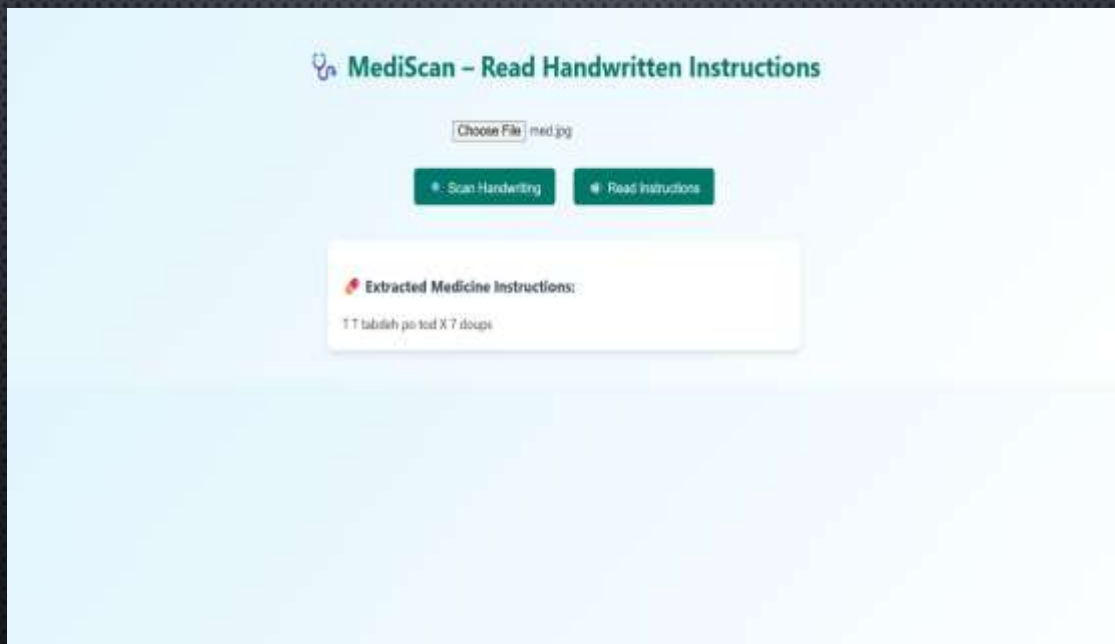 MediScan – Read Handwritten Instructions
Choose File med.jpg
Scan Handwriting Read Instructions
Extracted Medicine Instructions:
T T tabdeh po tod X 7 doups